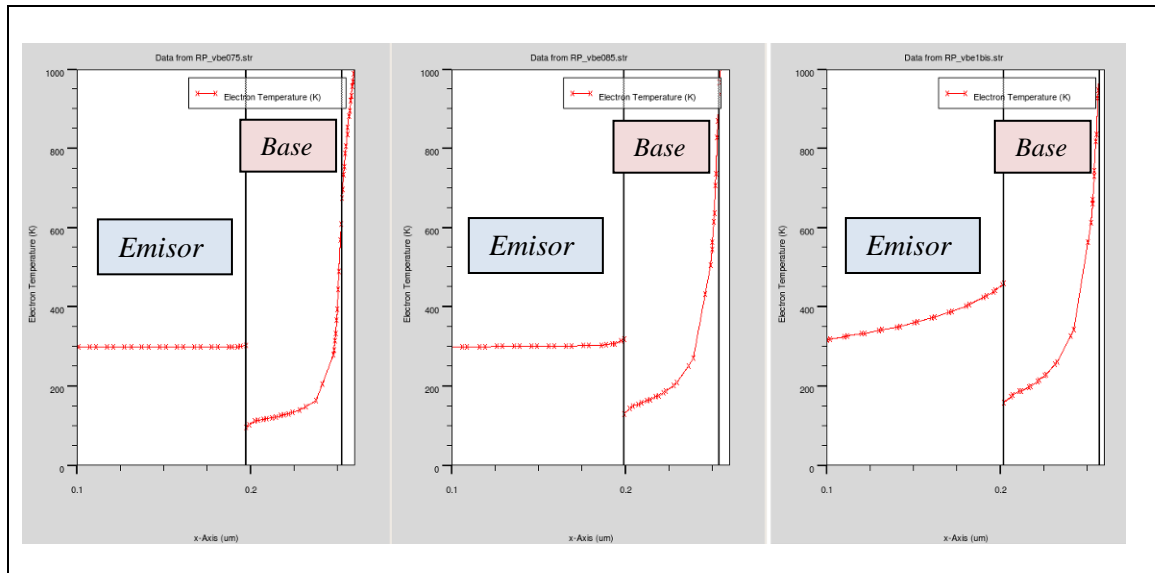 Data from RP_vbe075.str
Electron Temperature (K)
Base
Emisor
Electron Temperature (K)
1000
800
600
400
200
0
0.1
0.2
x-Axis (um)
Data from RP_vbe085.str
Electron Temperature (K)
Base
Emisor
Electron Temperature (K)
1000
800
600
400
200
0
0.1
0.2
x-Axis (um)
Data from RP_vbe1bis.str
Electron Temperature (K)
Base
Emisor
Electron Temperature (K)
1000
800
600
400
200
0
0.1
0.2
x-Axis (um)